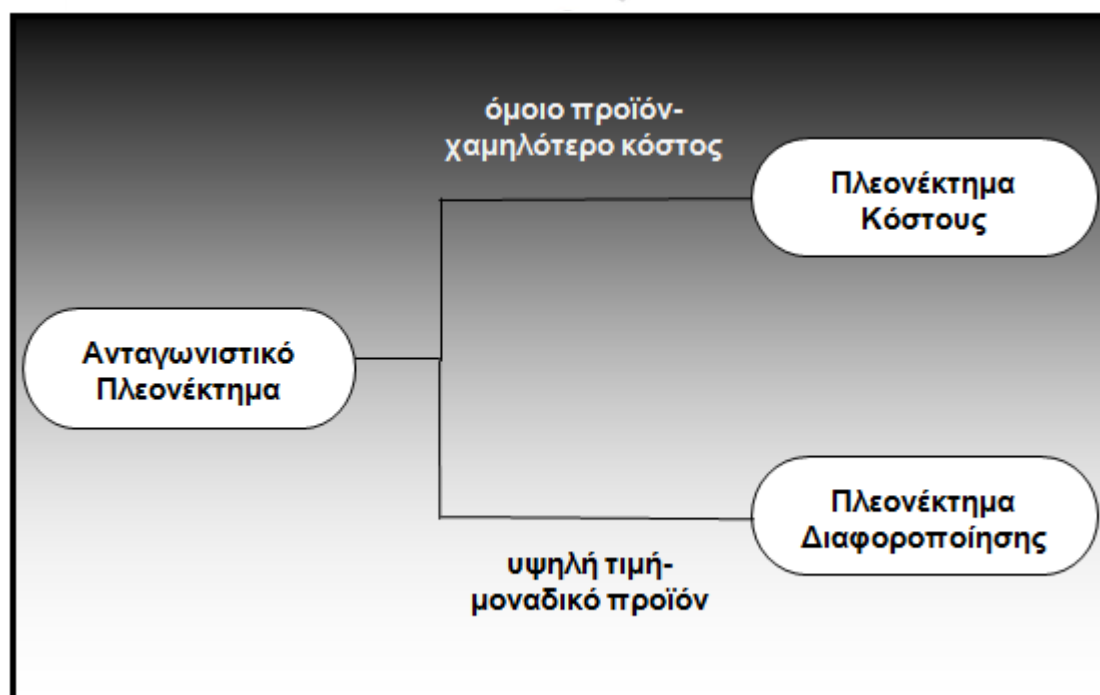 όμοιο προϊόν-
χαμηλότερο κόστος
Πλεονέκτημα
Κόστους
Ανταγωνιστικό
Πλεονέκτημα
Πλεονέκτημα
Διαφοροποίησης
υψηλή τιμή-
μοναδικό προϊόν